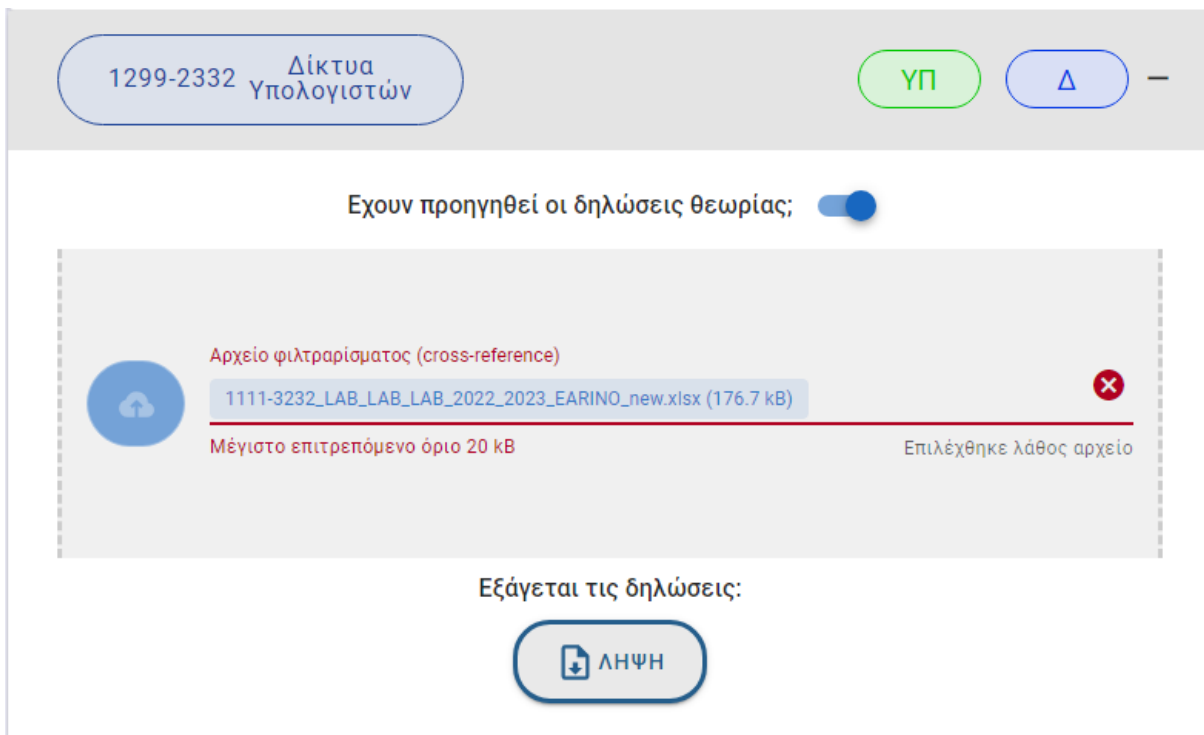 1299-2332 Δίκτυα Υπολογιστών
ΥΠ
Δ
Εχουν προηγηθεί οι δηλώσεις θεωρίας;
Αρχείο φιλτραρίσματος (cross-reference)
1111-3232_LAB_LAB_LAB_2022_2023_EARINO_new.xlsx (176.7 kB)
Μέγιστο επιτρεπόμενο όριο 20 kB
Επιλέχθηκε λάθος αρχείο
Εξάγεται τις δηλώσεις:
ΛΗΨΗ